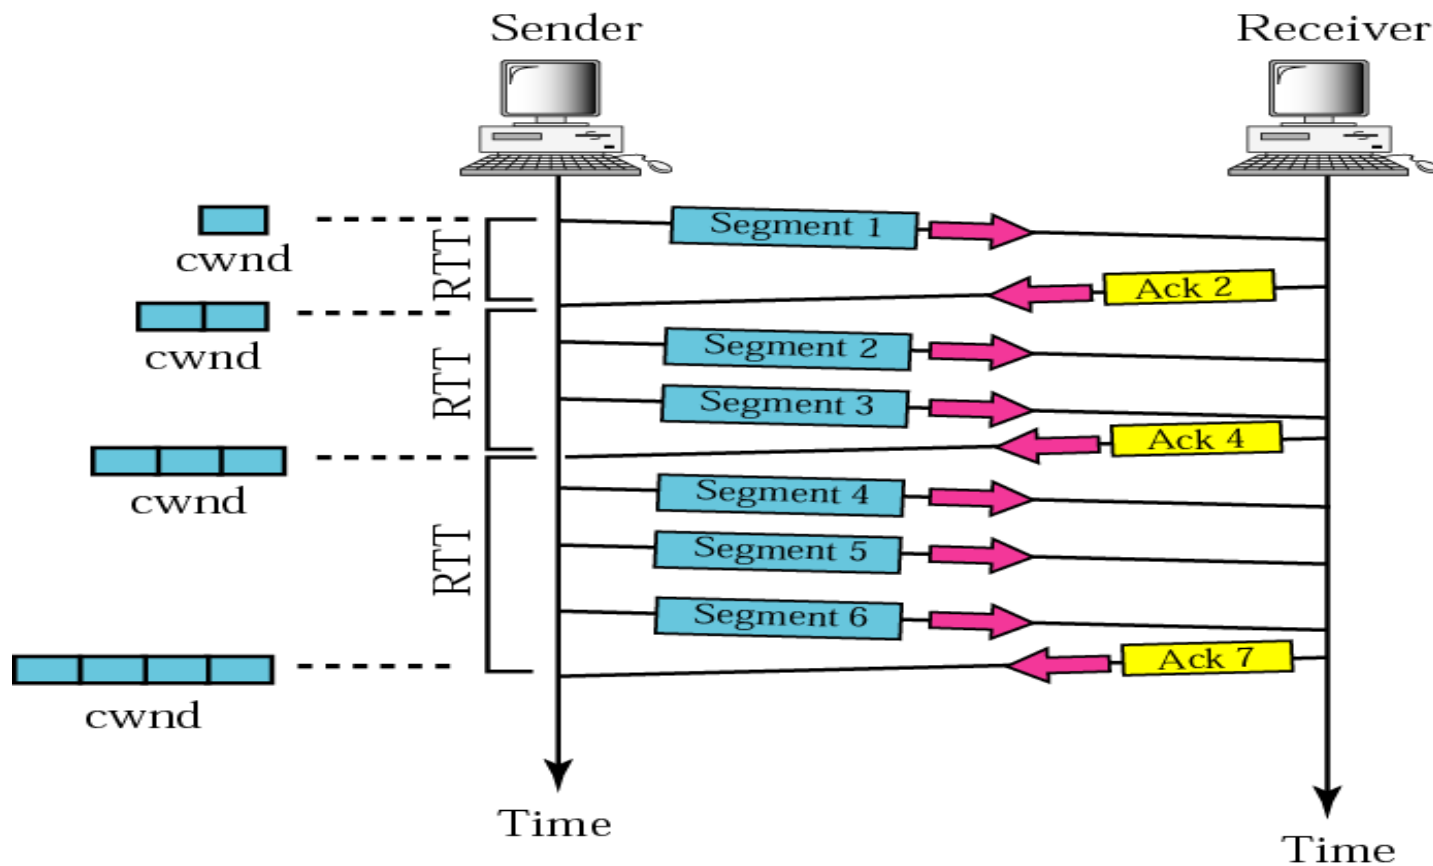 Sender
Receiver
Segment 1
cwnd
RTT
Ack 2
Segment 2
cwnd
RTT
Segment 3
Ack 4
cwnd
Segment 4
RTT
Segment 5
Segment 6
Ack 7
cwnd
Time
Time